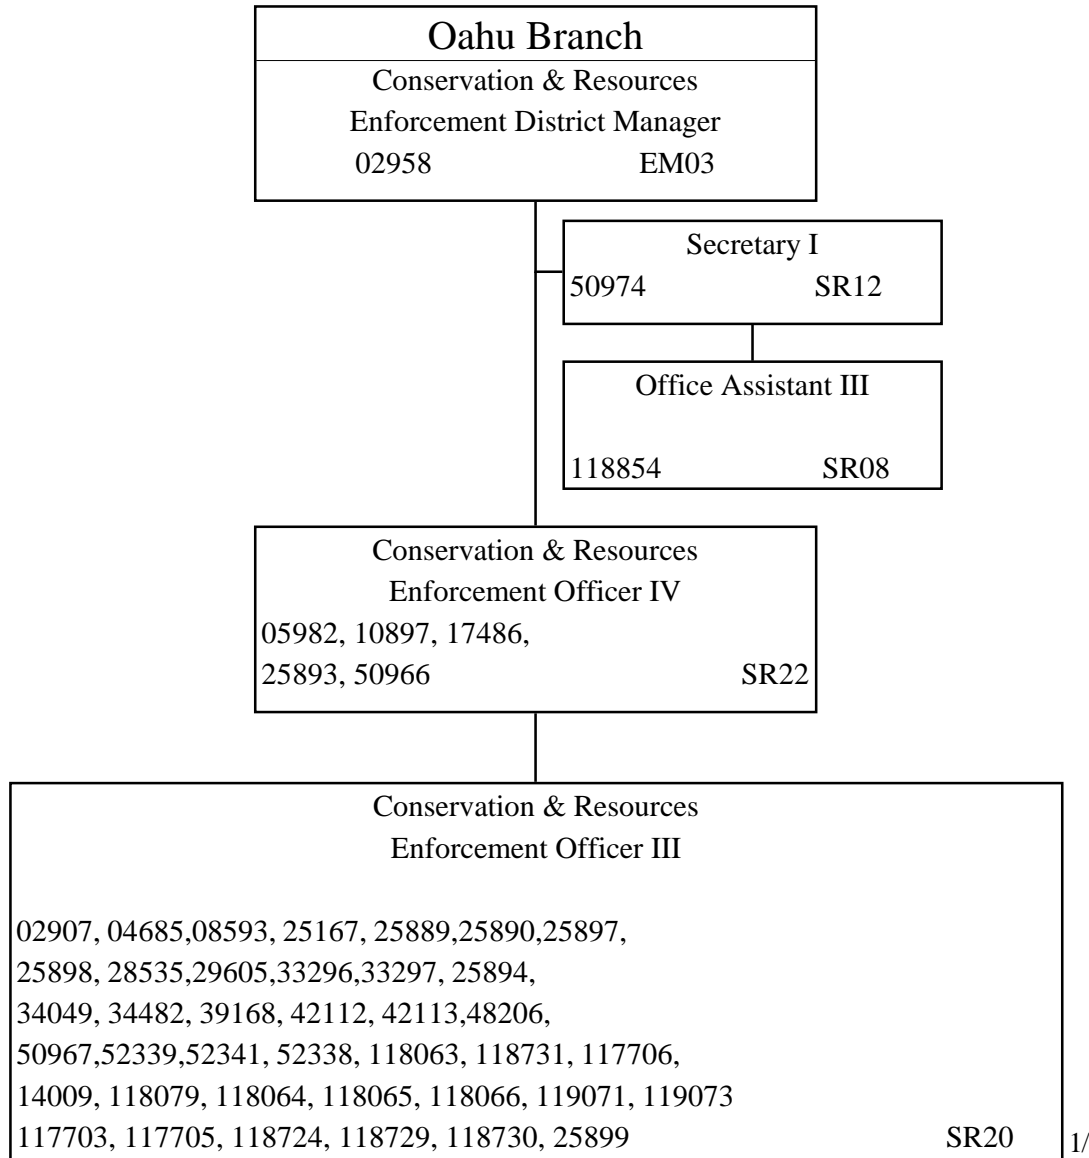 Oahu Branch
Conservation & Resources
Enforcement District Manager
02958 EM03
Secretary I
50974 SR12
Office Assistant III
118854 SR08
Conservation & Resources
Enforcement Officer IV
05982, 10897, 17486,
25893, 50966 SR22
Conservation & Resources
Enforcement Officer III
02907, 04685,08593, 25167, 25889,25890,25897,
25898, 28535,29605,33296,33297, 25894,
34049, 34482, 39168, 42112, 42113,48206,
50967,52339,52341, 52338, 118063, 118731, 117706,
14009, 118079, 118064, 118065, 118066, 119071, 119073
117703, 117705, 118724, 118729, 118730, 25899 SR20 1/